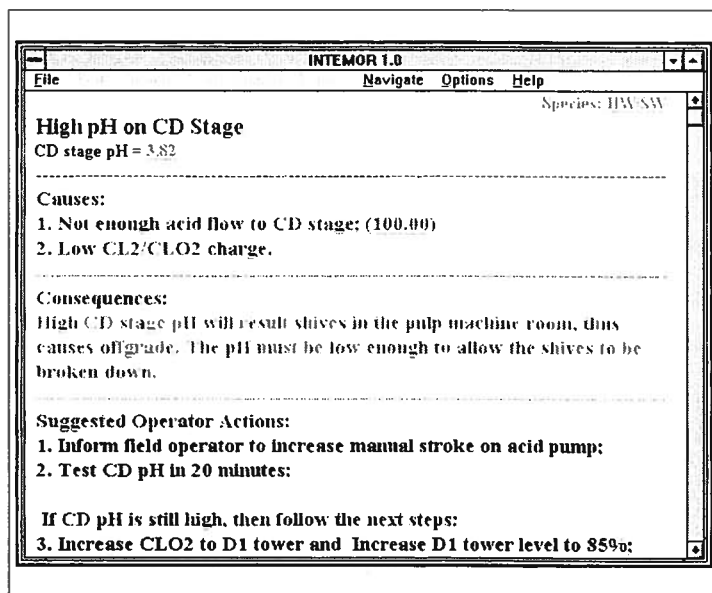 INTEMOR 1.0
File Navigate Options Help
Species: HW/SW
High pH on CD Stage
CD stage pH = 3.82
Causes:
1. Not enough acid flow to CD stage; (100.00)
2. Low CL2/CLO2 charge.
Consequences:
High CD stage pH will result shives in the pulp machine room, thus
causes offgrade. The pH must be low enough to allow the shives to be
broken down.
Suggested Operator Actions:
1. Inform field operator to increase manual stroke on acid pump;
2. Test CD pH in 20 minutes;
If CD pH is still high, then follow the next steps:
3. Increase CLO2 to D1 tower and Increase D1 tower level to 85%;